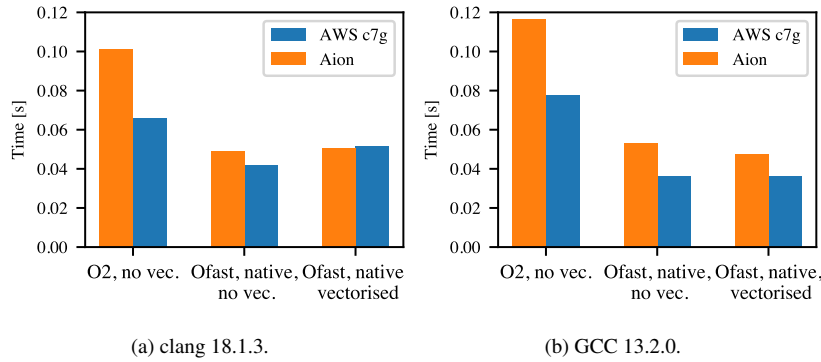 0.12
0.10
0.08
0.06
0.04
0.02
0.00
Time [s]
AWS c7g
Aion
O2, no vec.
Ofast, native,
no vec.
Ofast, native
vectorised
(a) clang 18.1.3.
0.12
0.10
0.08
0.06
0.04
0.02
0.00
Time [s]
AWS c7g
Aion
O2, no vec.
Ofast, native,
no vec.
Ofast, native,
vectorised
(b) GCC 13.2.0.